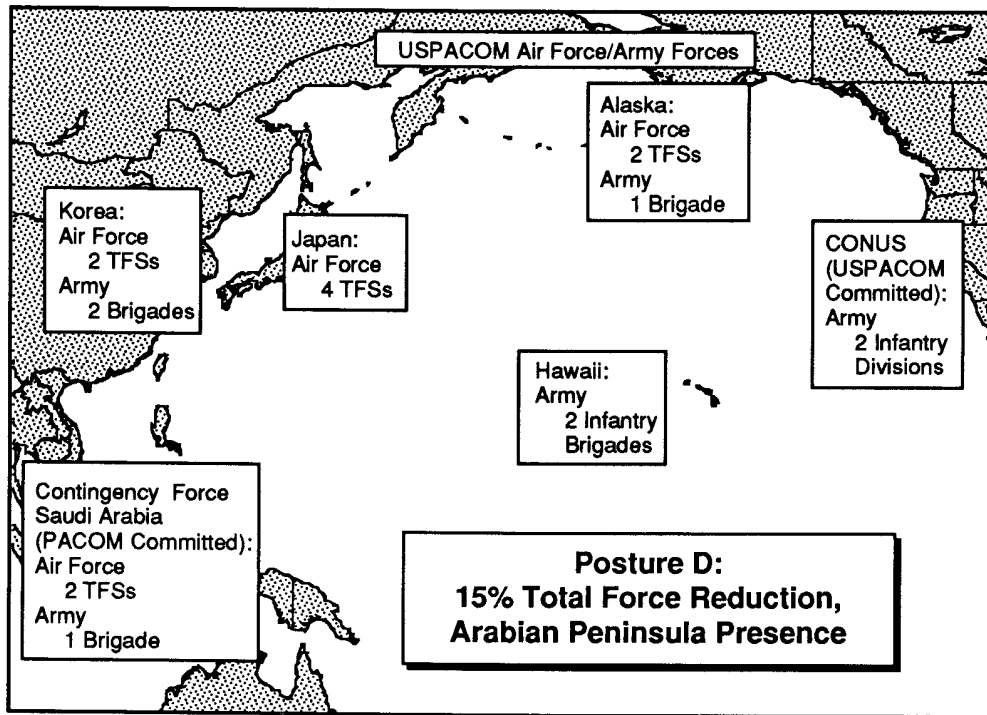 USPACOM Air Force/Army Forces
Alaska:
Air Force
2 TFSs
Army
1 Brigade
Korea:
Air Force
2 TFSs
Army
2 Brigades
Japan:
Air Force
4 TFSs
CONUS
(USPACOM
Committed):
Army
2 Infantry
Divisions
Hawaii:
Army
2 Infantry
Brigades
Contingency Force
Saudi Arabia
(PACOM Committed):
Air Force
2 TFSs
Army
1 Brigade
Posture D:
15% Total Force Reduction,
Arabian Peninsula Presence